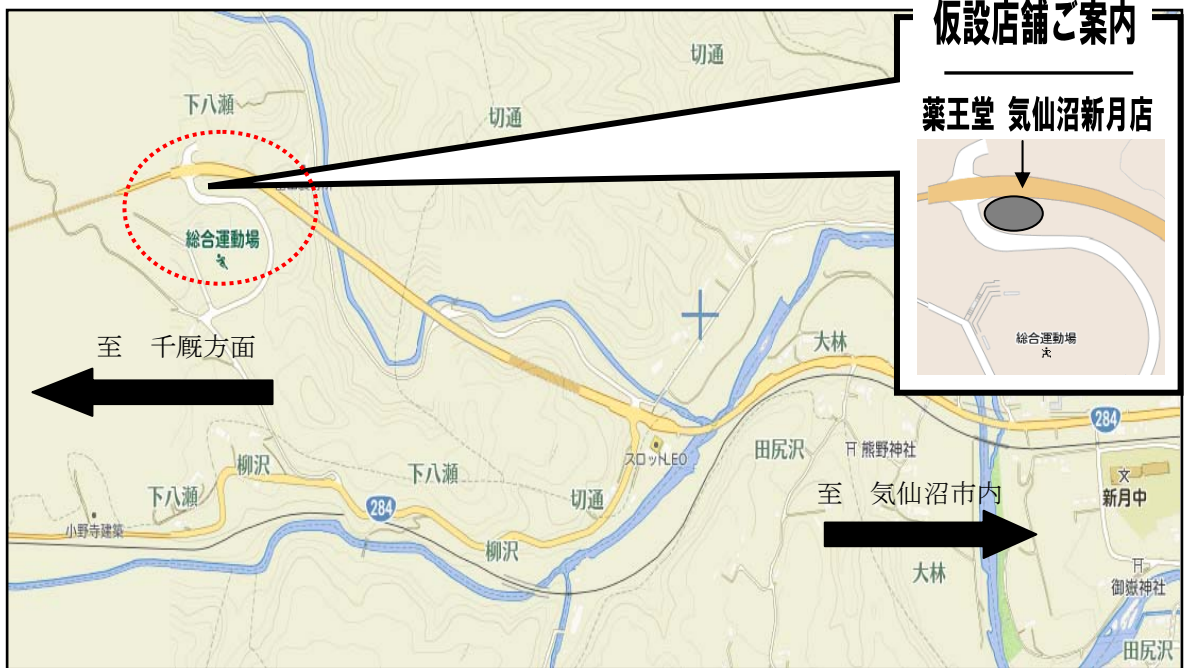 仮設店舗ご案内
薬王堂 気仙沼新月店
総合運動場
切通
下八瀬
切通
総合運動場
至 千厩方面
大林
284
田尻沢
熊野神社
スロットLEO
柳沢
下八瀬
下八瀬
切通
284
至 気仙沼市内
文
新月中
小野寺建築
柳沢
大林
御嶽神社
田尻沢